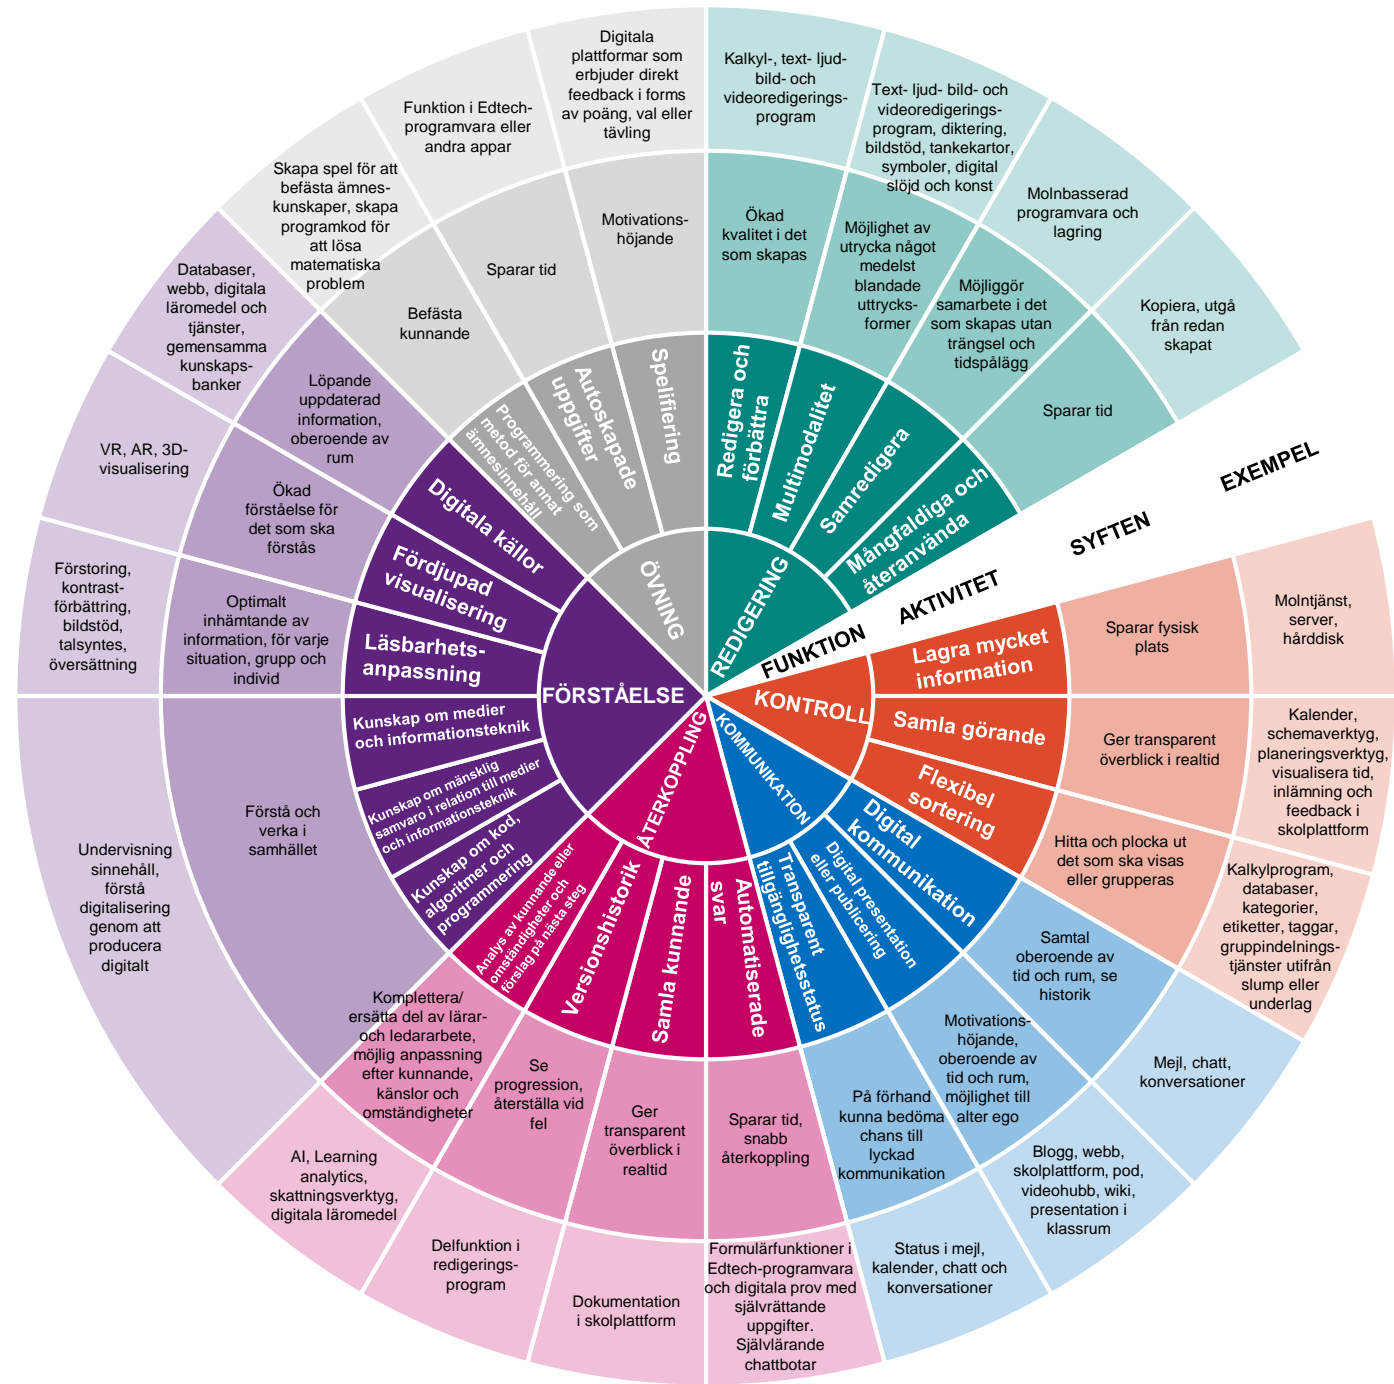 FUNKTION
AKTIVITET
SYFTEN
EXEMPEL
REDIGERING
Redigera och
förbättra
Ökad
kvalitet i det
som skapas
Kalkyl-, text- ljud-
bild- och
videoredigerings-
program
Multimodalitet
Möjlighet av
utrycka något
medelst
blandade
uttrycks-
former
Text- ljud- bild- och
videoredigerings-
program, diktering,
bildstöd, tankekartor,
symboler, digital
slöjd och konst
Samredigera
Möjliggör
samarbete i det
som skapas utan
trängsel och
tidspålägg
Molnbasserad
programvara och
lagring
Mångfaldiga och
återanvända
Sparar tid
Kopiera, utgå
från redan
skapat
KONTROLL
Lagra mycket
information
Sparar fysisk
plats
Molntjänst,
server,
hårddisk
Samla görande
Ger transparent
överblick i realtid
Kalender,
schemaverktyg,
planeringsverktyg,
visualisera tid,
inlämning och
feedback i
skolplattform
Flexibel
sortering
Hitta och plocka ut
det som ska visas
eller grupperas
Kalkylprogram,
databaser,
kategorier,
etiketter, taggar,
gruppindelnings-
tjänster utifrån
slump eller
underlag
KOMMUNIKATION
Digital
kommunikation
Samtal
oberoende av
tid och rum, se
historik
Mejl, chatt,
konversationer
Digital presentation
eller publicering
Motivations-
höjande,
oberoende av
tid och rum,
möjlighet till
alter ego
Blogg, webb,
skolplattform, pod,
videohubb, wiki,
presentation i
klassrum
Transparent
tillgänglighetsstatus
På förhand
kunna bedöma
chans till
lyckad
kommunikation
Status i mejl,
kalender, chatt och
konversationer
ÅTERKOPPLING
Automatiserade
svar
Sparar tid,
snabb
återkoppling
Formulärfunktioner i
Edtech-programvara
och digitala prov med
självrättande
uppgifter.
Självlärande
chattbotar
Samla kunnande
Ger
transparent
överblick i
realtid
Dokumentation
i skolplattform
Versionshistorik
Se
progression,
återställa vid
fel
Delfunktion i
redigerings-
program
Analys av kunnande eller
omständigheter och
förslag på nästa steg
Komplettera/
ersätta del av lärar-
och ledararbete,
möjlig anpassning
efter kunnande,
känslor och
omständigheter
AI, Learning
analytics,
skattningsverktyg,
digitala läromedel
FÖRSTÅELSE
Kunskap om kod,
algoritmer och
programmering
Kunskap om mänsklig
samvaro i relation till medier
och informationsteknik
Kunskap om medier
och informationsteknik
Förstå och
verka i
samhället
Undervisning
sinnehåll,
förstå
digitalisering
genom att
producera
digitalt
Läsbarhets-
anpassning
Optimalt
inhämtande av
information, för varje
situation, grupp och
individ
Förstoring,
kontrast-
förbättring,
bildstöd,
talsyntes,
översättning
Fördjupad
visualisering
Ökad
förståelse för
det som ska
förstås
VR, AR, 3D-
visualisering
Digitala källor
Löpande
uppdaterad
information,
oberoende av
rum
Databaser,
webb, digitala
läromedel och
tjänster,
gemensamma
kunskaps-
banker
ÖVNING
Programmering som
metod för annat
ämnesinnehåll
Befästa
kunnande
Skapa spel för att
befästa ämnes-
kunskaper, skapa
programkod för
att lösa
matematiska
problem
Autoskapade
uppgifter
Sparar tid
Funktion i Edtech-
programvara eller
andra appar
Spelifiering
Motivations-
höjande
Digitala
plattformar som
erbjuder direkt
feedback i forms
av poäng, val eller
tävling